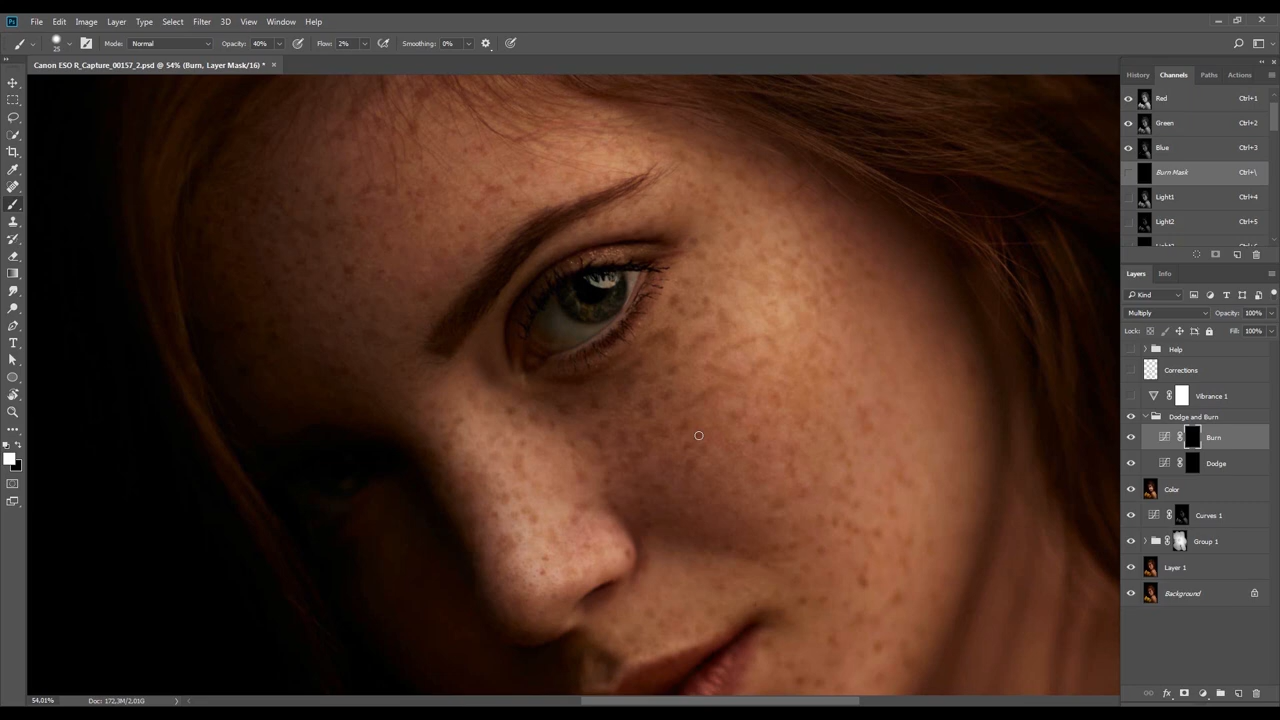 Ps File Edit Image Layer Type Select Filter 3D View Window Help
25 Mode: Normal Opacity: 40% Flow: 2% Smoothing: 0%
Canon ESO R_Capture_00157_2.psd @ 54% (Burn, Layer Mask/16) * ×
History Channels Paths Actions
Red Ctrl+1
Green Ctrl+2
Blue Ctrl+3
Burn Mask Ctrl+\
Light1 Ctrl+4
Light2 Ctrl+5
Layers Info
Kind
Multiply Opacity: 100%
Lock: Fill: 100%
Help
Corrections
Vibrance 1
Dodge and Burn
Burn
Dodge
Color
Curves 1
Group 1
Layer 1
Background
54,01% Doc: 172,3M/2,01G